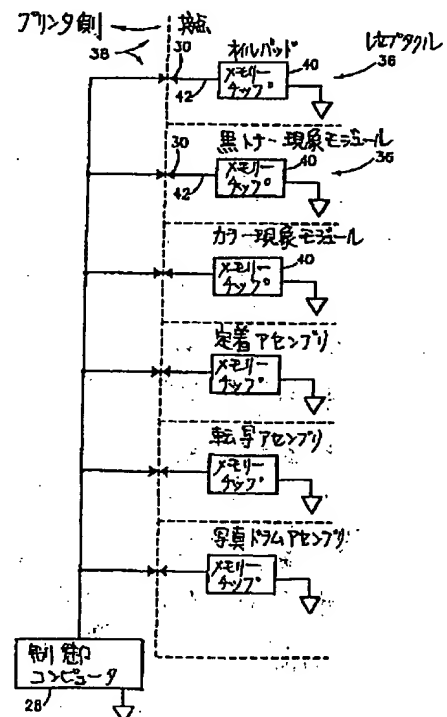 プリンタ側
接点
38
30
オイルパッド
40
レセプタクル
36
メモリー
チップ
42
黒トナー現象モジュール
30
40
36
メモリー
チップ
42
カラー現象モジュール
40
メモリー
チップ
定着アセンブリ
メモリー
チップ
転写アセンブリ
メモリー
チップ
写真ドラムアセンブリ
メモリー
チップ
制御
コンピュータ
28